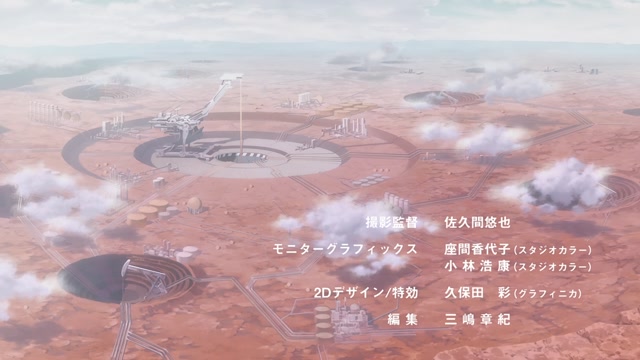 撮影監督 佐久間悠也
モニターグラフィックス 座間香代子(スタジオカラー)
小林浩康(スタジオカラー)
2Dデザイン/特効 久保田 彩(グラフィニカ)
編集 三嶋章紀